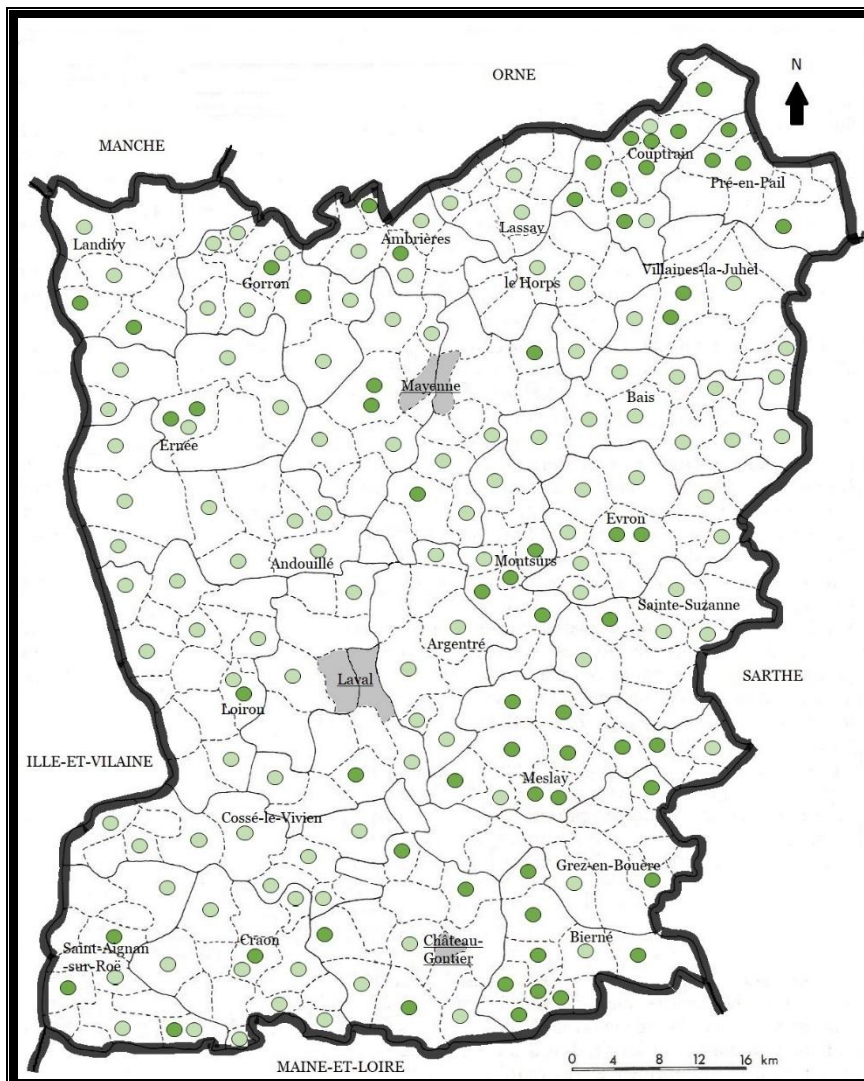 ORNE
N
MANCHE
Couptrain
Pré-en-Pail
Landivy
Ambrières
Lassay
Gorron
le Horps
Villaines-la-Juhel
Mayenne
Bais
Ernée
Evron
Andouillé
Montsûrs
Sainte-Suzanne
Argentré
Laval
SARTHE
Loiron
ILLE-ET-VILAINE
Meslay
Cossé-le-Vivien
Grez-en-Bouère
Saint-Aignan
-sur-Roë
Craon
Château-
Gontier
Bierné
MAINE-ET-LOIRE
0 4 8 12 16 km